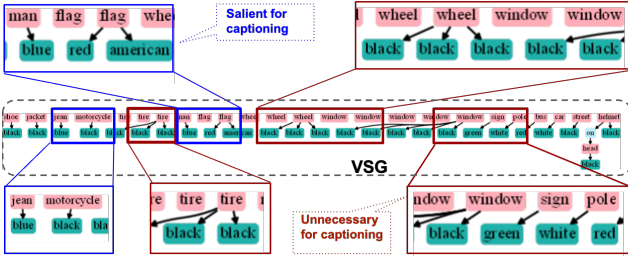 man flag flag whe
blue red american
Salient for
captioning
wheel wheel window window
black black black black black
shoe jacket jean motorcycle tire tire man flag flag whee wheel wheel window window window window sign pole bus car street helmet
black black blue black black black blue red american black black black black black black black black green white red white black black on black
head
black
VSG
jean motorcycle
blue black bla
re tire tire
black black
Unnecessary
for captioning
ndow window sign pole
black green white red